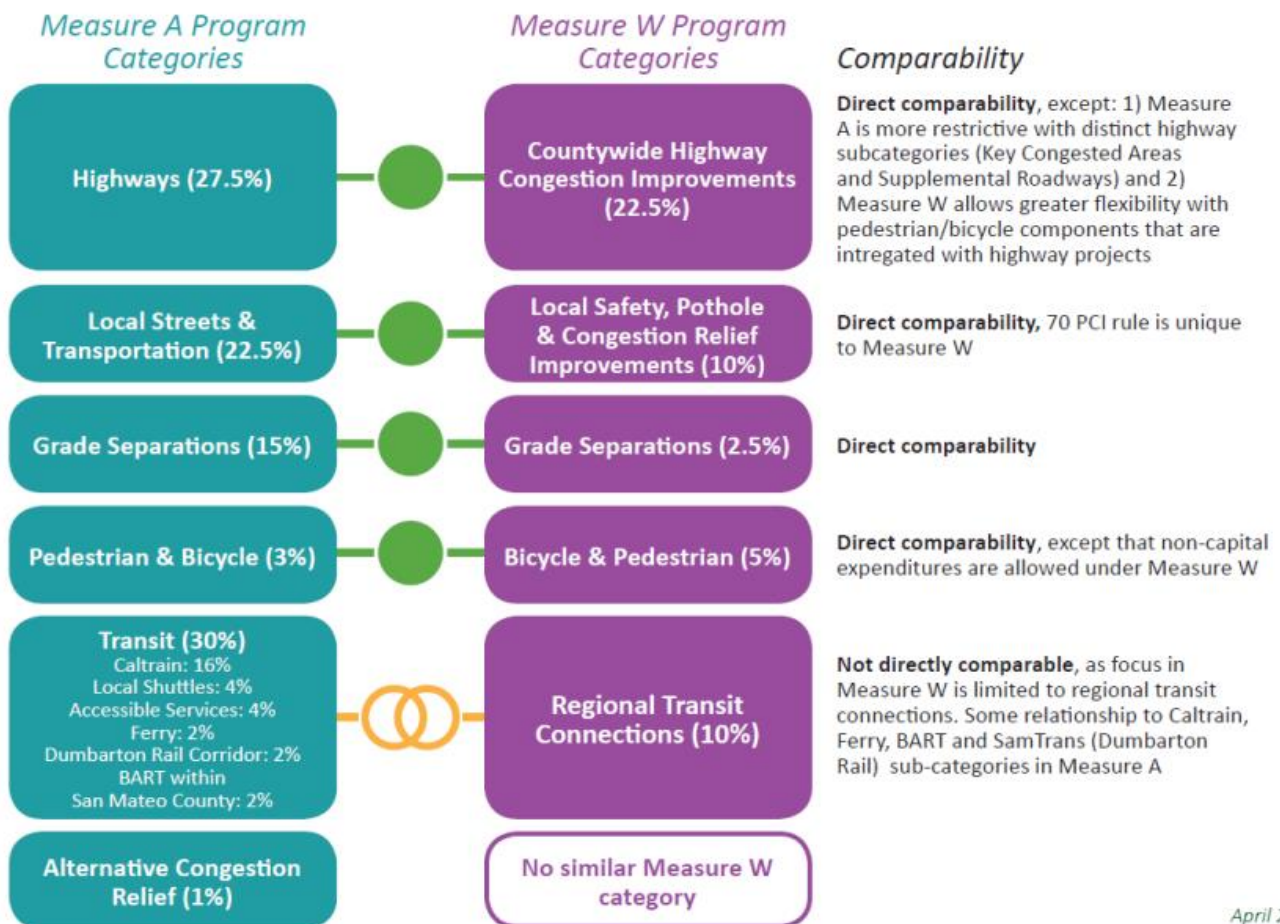 Measure A Program
Categories
Measure W Program
Categories
Comparability
Highways (27.5%)
Countywide Highway
Congestion Improvements
(22.5%)
Direct comparability, except: 1) Measure
A is more restrictive with distinct highway
subcategories (Key Congested Areas
and Supplemental Roadways) and 2)
Measure W allows greater flexibility with
pedestrian/bicycle components that are
intregated with highway projects
Local Streets &
Transportation (22.5%)
Local Safety, Pothole
& Congestion Relief
Improvements (10%)
Direct comparability, 70 PCI rule is unique
to Measure W
Grade Separations (15%)
Grade Separations (2.5%)
Direct comparability
Pedestrian & Bicycle (3%)
Bicycle & Pedestrian (5%)
Direct comparability, except that non-capital
expenditures are allowed under Measure W
Transit (30%)
Caltrain: 16%
Local Shuttles: 4%
Accessible Services: 4%
Ferry: 2%
Dumbarton Rail Corridor: 2%
BART within
San Mateo County: 2%
Regional Transit
Connections (10%)
Not directly comparable, as focus in
Measure W is limited to regional transit
connections. Some relationship to Caltrain,
Ferry, BART and SamTrans (Dumbarton
Rail) sub-categories in Measure A
Alternative Congestion
Relief (1%)
No similar Measure W
category
April